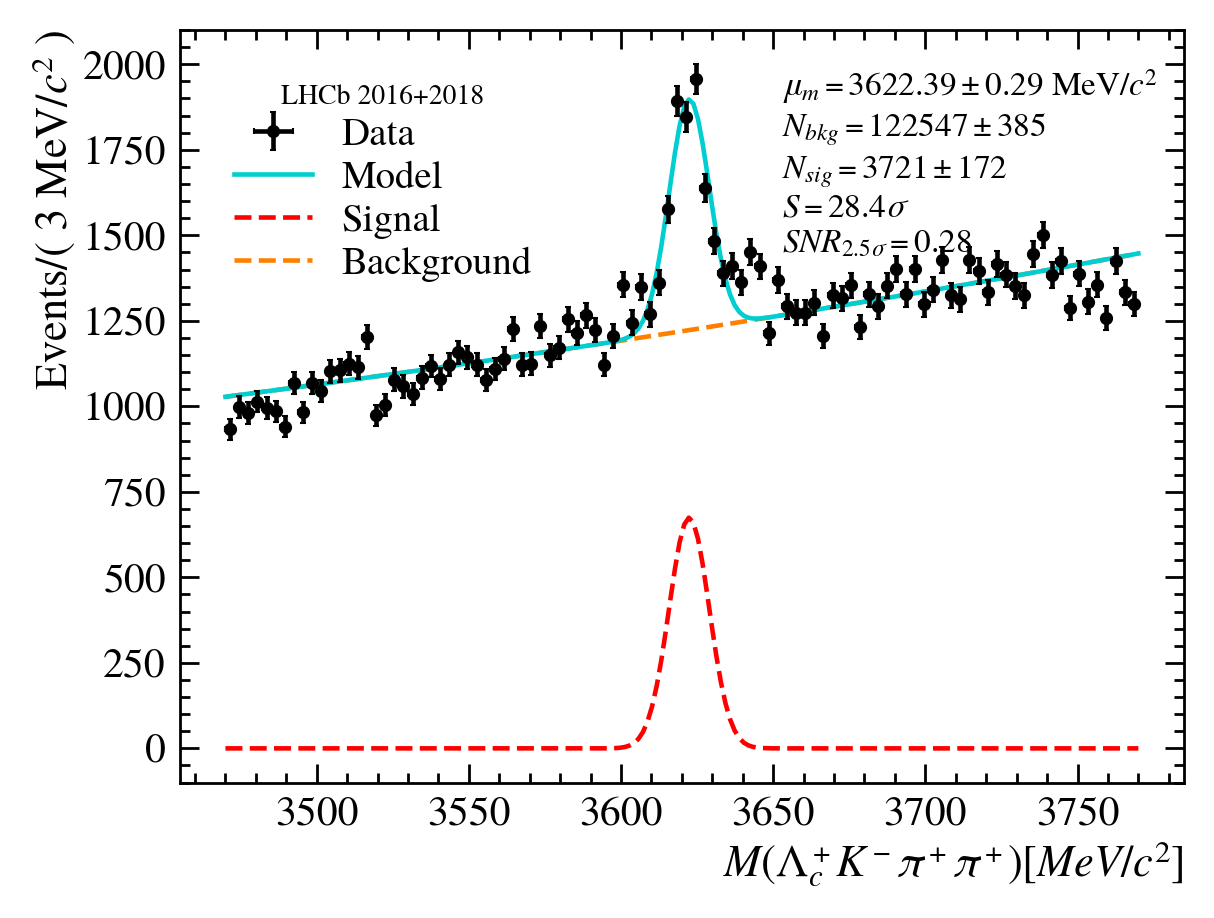 Events/( 3 MeV/c² )
2000
1750
1500
1250
1000
750
500
250
0
LHCb 2016+2018
Data
Model
Signal
Background
μₘ = 3622.39 ± 0.29 MeV/c²
N_bkg = 122547 ± 385
N_sig = 3721 ± 172
S = 28.4σ
SNR_2.5σ = 0.28
3500 3550 3600 3650 3700 3750
M(Λ_c^+ K^- π^+ π^+)[MeV/c²]